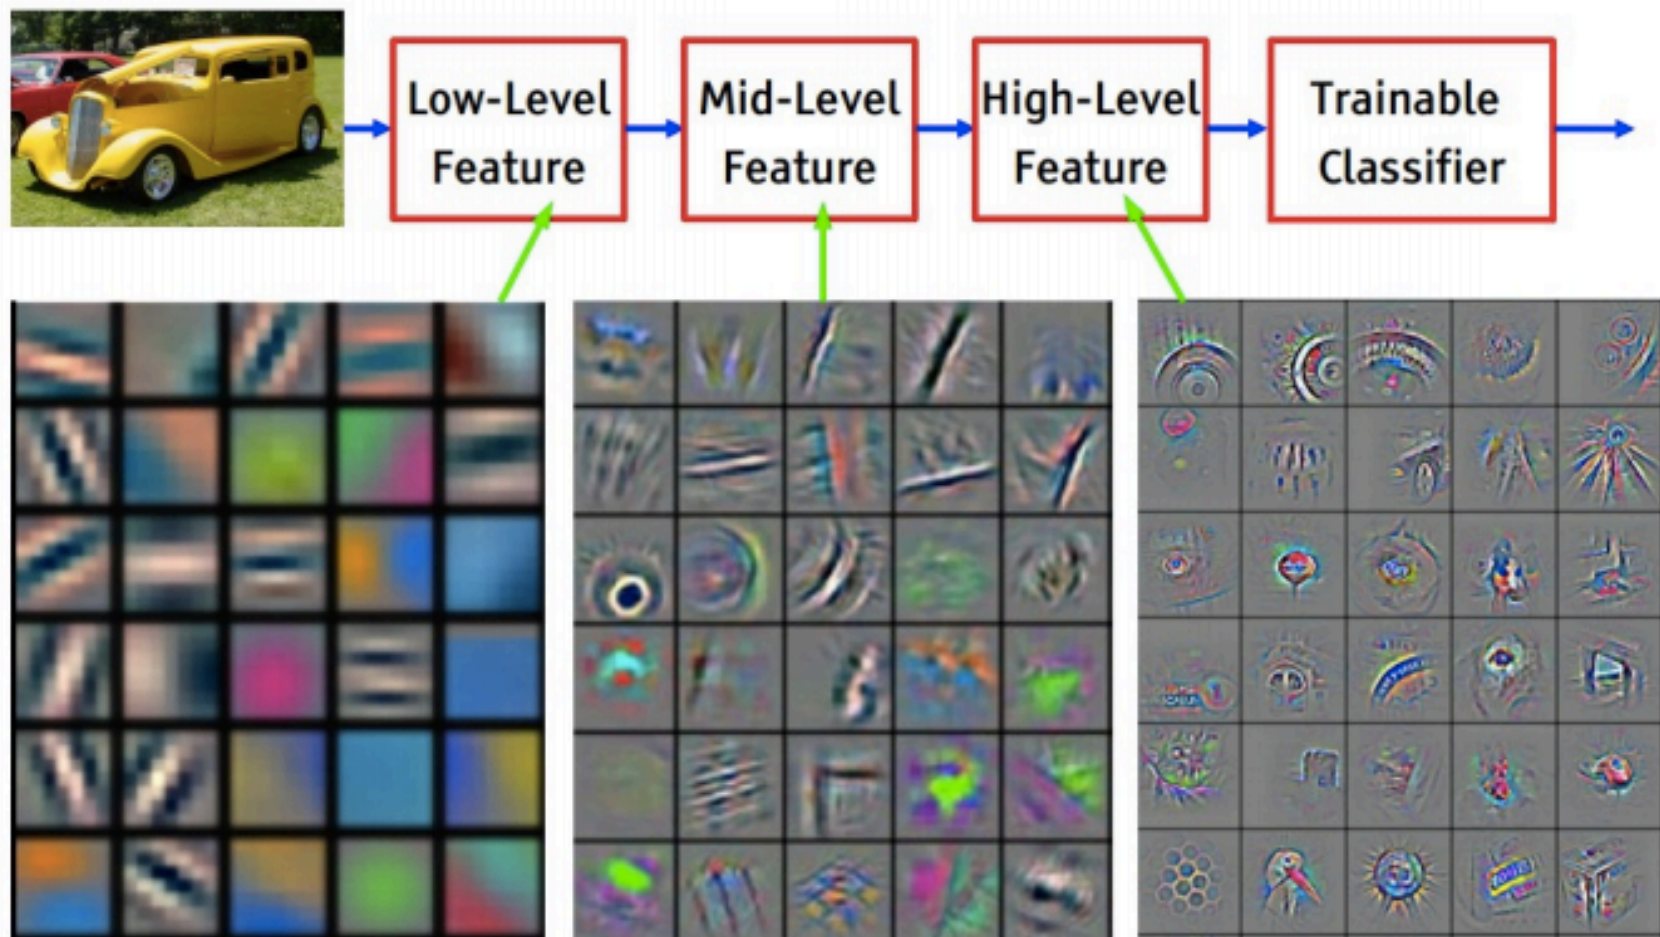 Low-Level
Feature
Mid-Level
Feature
High-Level
Feature
Trainable
Classifier